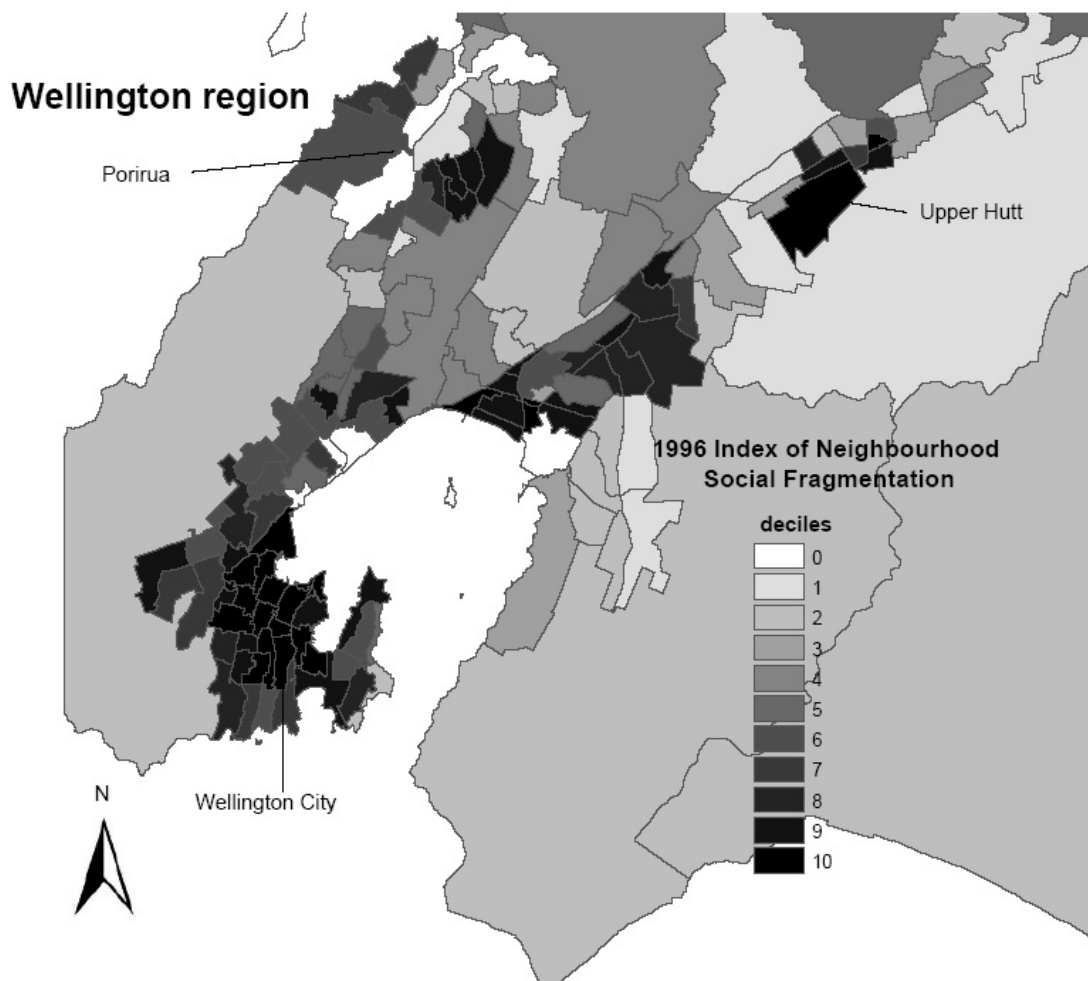 Wellington region
Porirua
Upper Hutt
1996 Index of Neighbourhood
Social Fragmentation
deciles
0
1
2
3
4
5
6
7
8
9
10
Wellington City
N